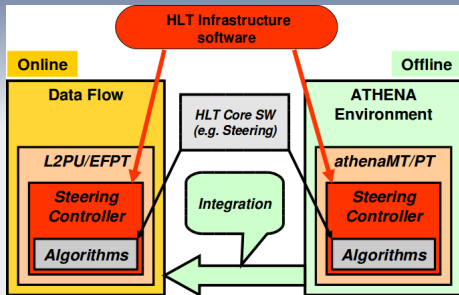 HLT Infrastructure
software
Online
Offline
Data Flow
HLT Core SW
(e.g. Steering)
ATHENA
Environment
L2PU/EFPT
athenaMT/PT
Steering
Controller
Algorithms
Integration
Steering
Controller
Algorithms